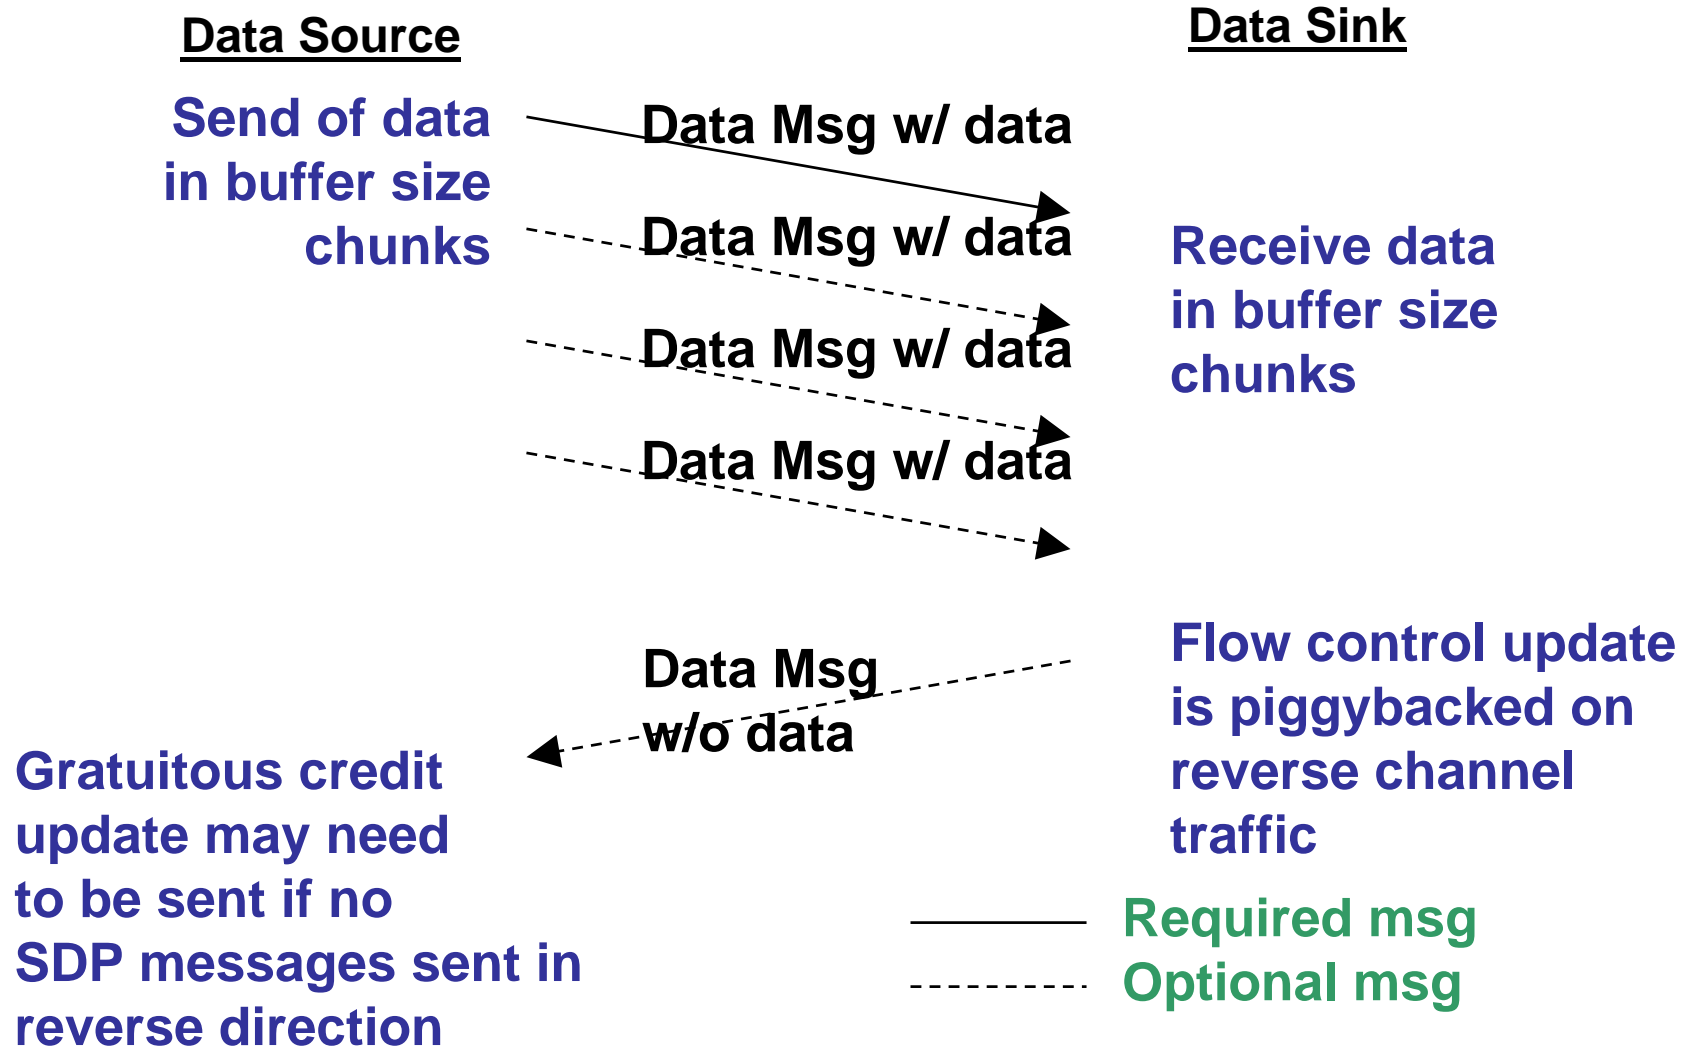 Data Source
Data Sink
Send of data
in buffer size
chunks
Data Msg w/ data
Data Msg w/ data
Data Msg w/ data
Data Msg w/ data
Receive data
in buffer size
chunks
Data Msg
w/o data
Flow control update
is piggybacked on
reverse channel
traffic
Gratuitous credit
update may need
to be sent if no
SDP messages sent in
reverse direction
Required msg
Optional msg